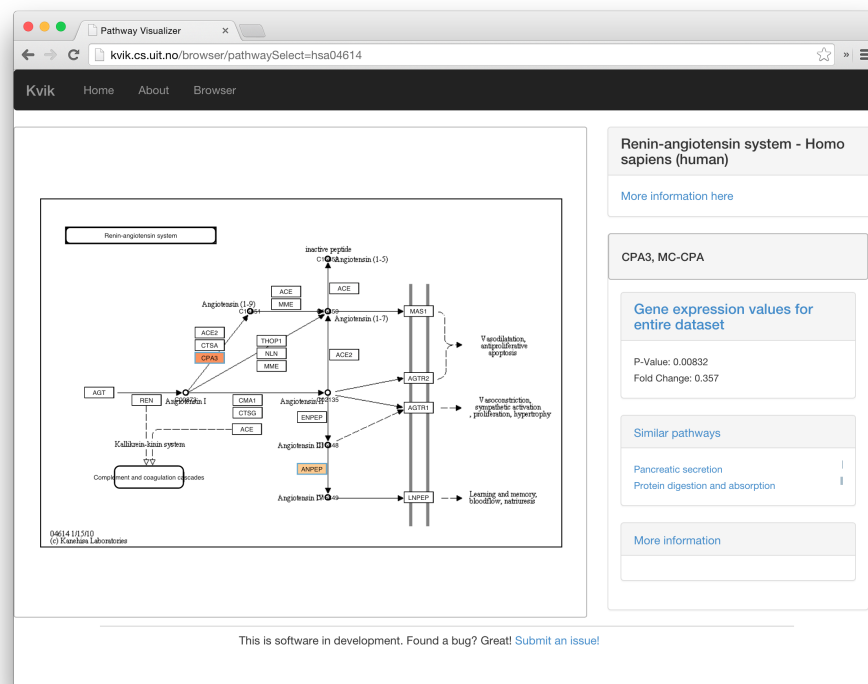 Pathway Visualizer ×
kvik.cs.uit.no/browser/pathwaySelect=hsa04614 »
Kvik Home About Browser
Renin-angiotensin system - Homo
sapiens (human)
More information here
CPA3, MC-CPA
Gene expression values for
entire dataset
P-Value: 0.00832
Fold Change: 0.357
Similar pathways
Pancreatic secretion
Protein digestion and absorption
More information
Renin-angiotensin system
inactive peptide
Angiotensin (1-5)
ACE
ACE
MME
Angiotensin (1-9)
MAS1
Angiotensin (1-7)
ACE2
CTSA
CPA3
THOP1
NLN
MME
ACE2
Vasodilatation,
antiproliferative
apoptosis
AGTR2
AGT
REN
Angiotensin I
CMA1
CTSG
ACE
Angiotensin II
AGTR1
Vasoconstriction,
sympathetic activation
, proliferation, hypertrophy
ENPEP
Kallikrein-kinin system
Angiotensin III
Complement and coagulation cascades
ANPEP
Angiotensin IV
LNPEP
Learning and memory,
bloodflow, natriuresis
04614 1/15/10
(c) Kanehisa Laboratories
This is software in development. Found a bug? Great! Submit an issue!